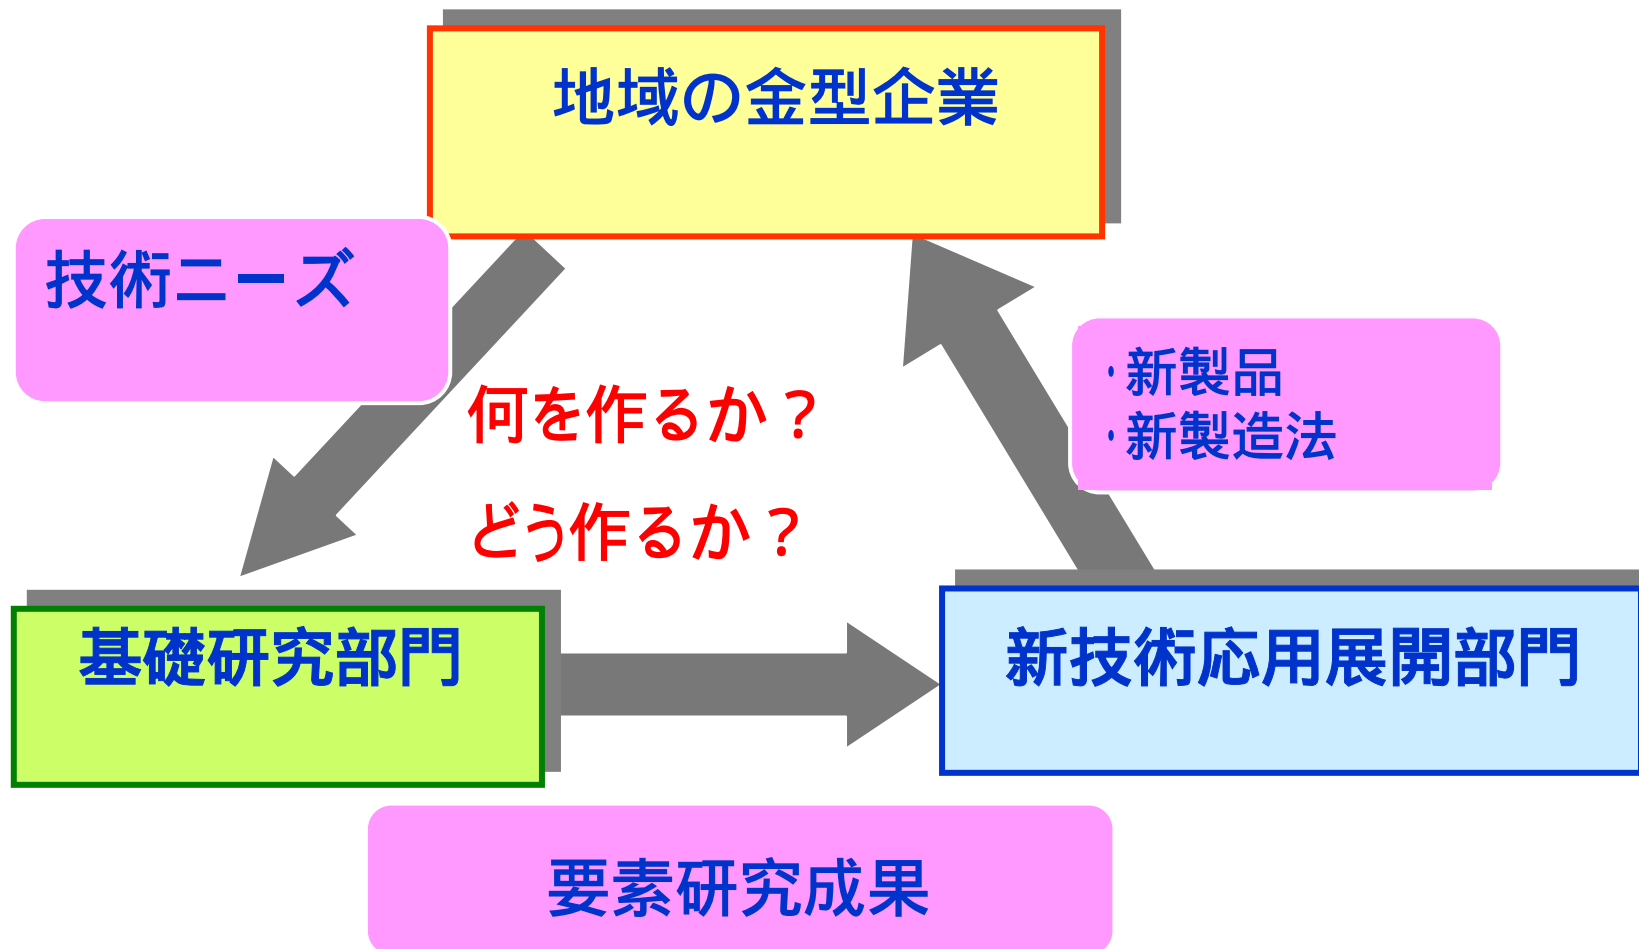 地域の金型企業
技術ニーズ
・新製品
・新製造法
何を作るか？
どう作るか？
基礎研究部門
新技術応用展開部門
要素研究成果